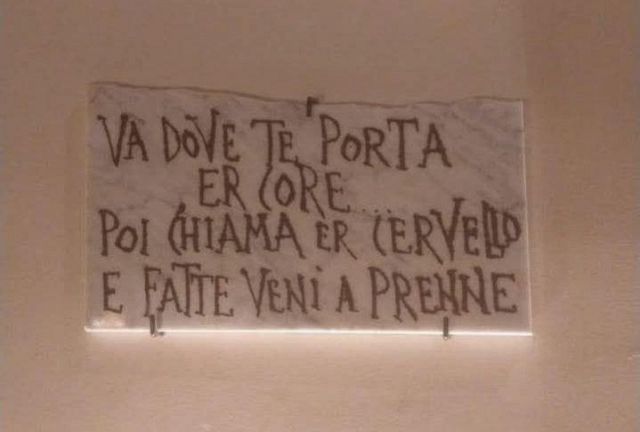 VA DOVE TE PORTA
ER CORE....
POI CHIAMA ER CERVELLO
E FATTE VENI A PRENNE